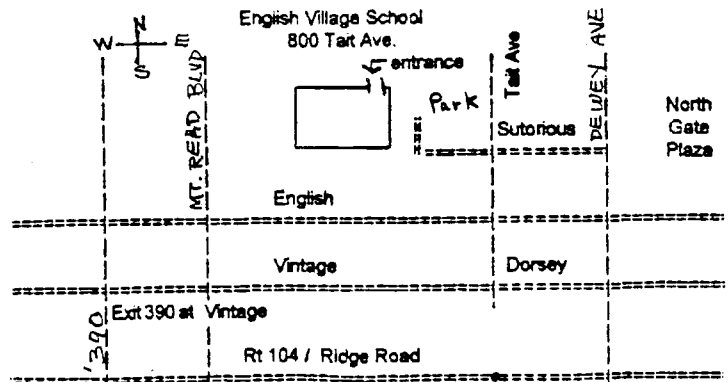 English Village School
800 Tait Ave.
N
W E
S
entrance
MT. READ BLVD
Park
Tait Ave
DEWEY AVE
Sutorious
North
Gate
Plaza
English
Vintage
Dorsey
Exit 390 at Vintage
'390
Rt 104 / Ridge Road